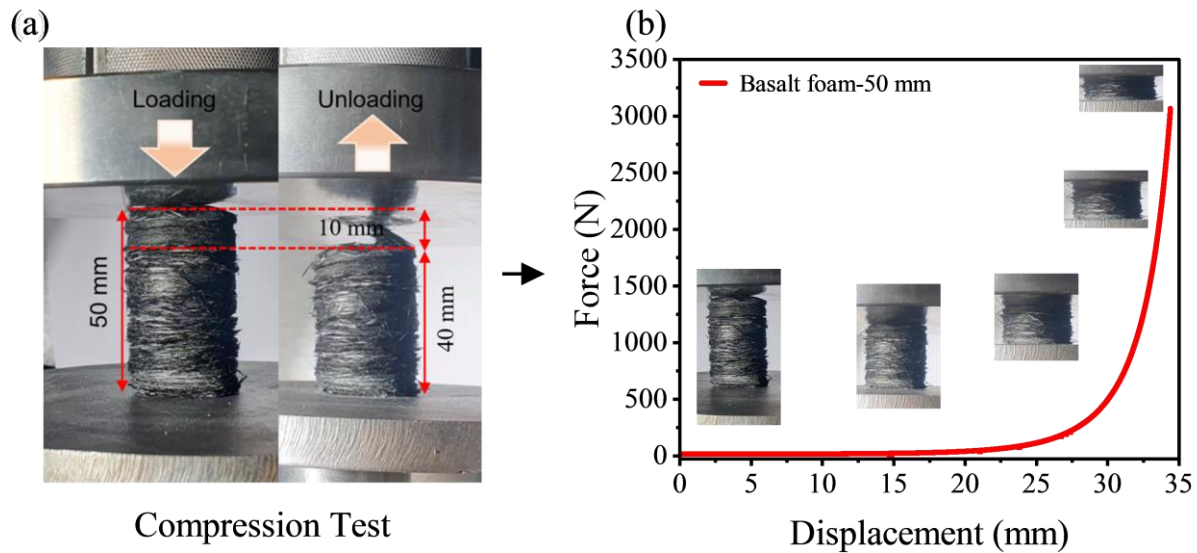 (a)
Loading
Unloading
10 mm
50 mm
40 mm
Compression Test
(b)
Basalt foam-50 mm
Force (N)
3500
3000
2500
2000
1500
1000
500
0
0 5 10 15 20 25 30 35
Displacement (mm)